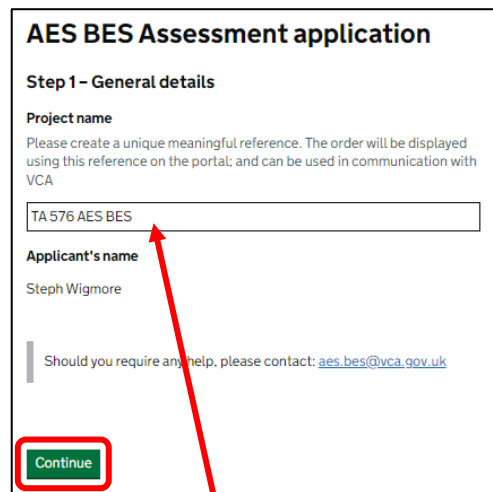 AES BES Assessment application
Step 1 – General details
Project name
Please create a unique meaningful reference. The order will be displayed
using this reference on the portal; and can be used in communication with
VCA
TA 576 AES BES
Applicant's name
Steph Wigmore
Should you require any help, please contact: aes.bes@vca.gov.uk
Continue